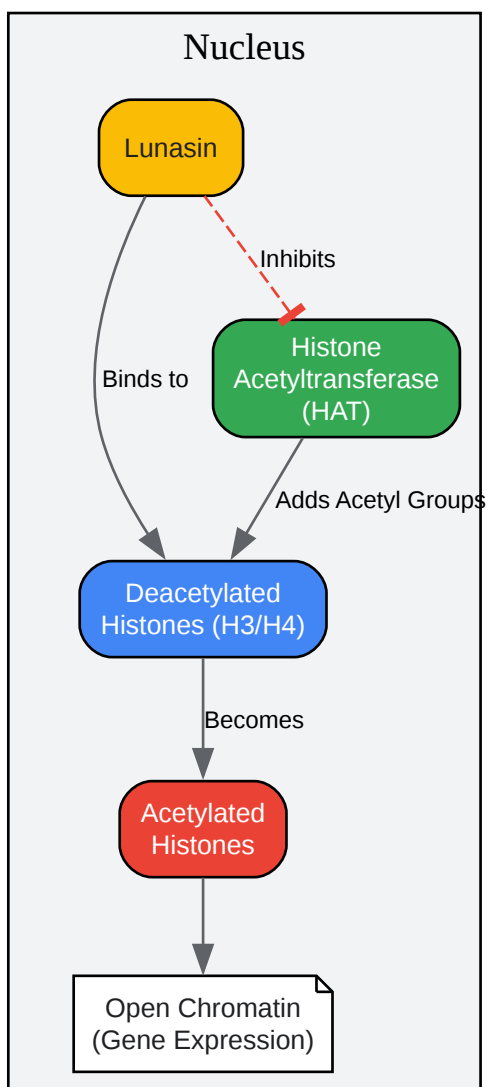 Nucleus
Lunasin
Inhibits
Histone
Acetyltransferase
(HAT)
Binds to
Adds Acetyl Groups
Deacetylated
Histones (H3/H4)
Becomes
Acetylated
Histones
Open Chromatin
(Gene Expression)